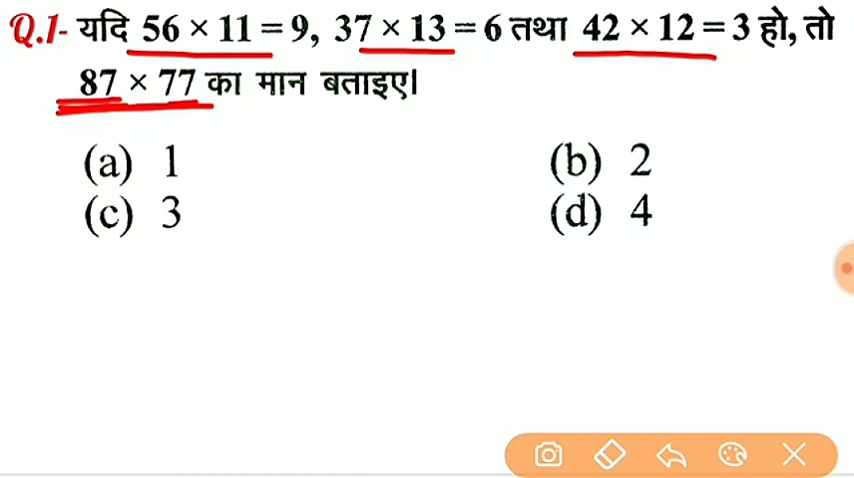 Q.1- यदि 56 × 11 = 9, 37 × 13 = 6 तथा 42 × 12 = 3 हो, तो
87 × 77 का मान बताइए।
(a) 1 (b) 2
(c) 3 (d) 4